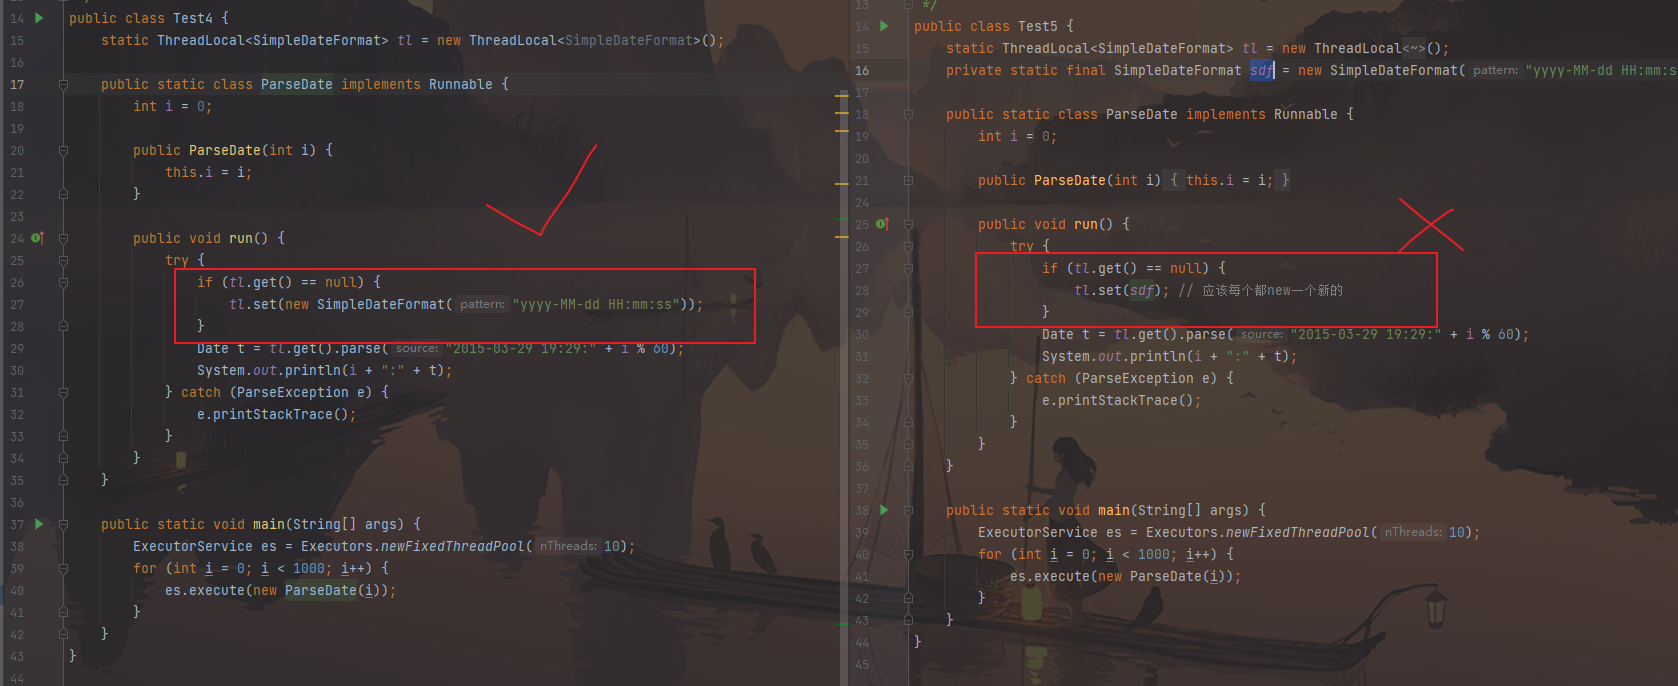 14 public class Test4 {
15 static ThreadLocal<SimpleDateFormat> tl = new ThreadLocal<SimpleDateFormat>();
16
17 public static class ParseDate implements Runnable {
18 int i = 0;
19
20 public ParseDate(int i) {
21 this.i = i;
22 }
23
24 public void run() {
25 try {
26 if (tl.get() == null) {
27 tl.set(new SimpleDateFormat( pattern: "yyyy-MM-dd HH:mm:ss"));
28 }
29 Date t = tl.get().parse( source: "2015-03-29 19:29:" + i % 60);
30 System.out.println(i + ":" + t);
31 } catch (ParseException e) {
32 e.printStackTrace();
33 }
34 }
35 }
36
37 public static void main(String[] args) {
38 ExecutorService es = Executors.newFixedThreadPool( nThreads: 10);
39 for (int i = 0; i < 1000; i++) {
40 es.execute(new ParseDate(i));
41 }
42 }
43 }
44
13 */
14 public class Test5 {
15 static ThreadLocal<SimpleDateFormat> tl = new ThreadLocal<~>();
16 private static final SimpleDateFormat sdf = new SimpleDateFormat( pattern: "yyyy-MM-dd HH:mm:s
17
18 public static class ParseDate implements Runnable {
19 int i = 0;
20
21 public ParseDate(int i) { this.i = i; }
24
25 public void run() {
26 try {
27 if (tl.get() == null) {
28 tl.set(sdf); // 应该每个都new一个新的
29 }
30 Date t = tl.get().parse( source: "2015-03-29 19:29:" + i % 60);
31 System.out.println(i + ":" + t);
32 } catch (ParseException e) {
33 e.printStackTrace();
34 }
35 }
36 }
37
38 public static void main(String[] args) {
39 ExecutorService es = Executors.newFixedThreadPool( nThreads: 10);
40 for (int i = 0; i < 1000; i++) {
41 es.execute(new ParseDate(i));
42 }
43 }
44 }
45